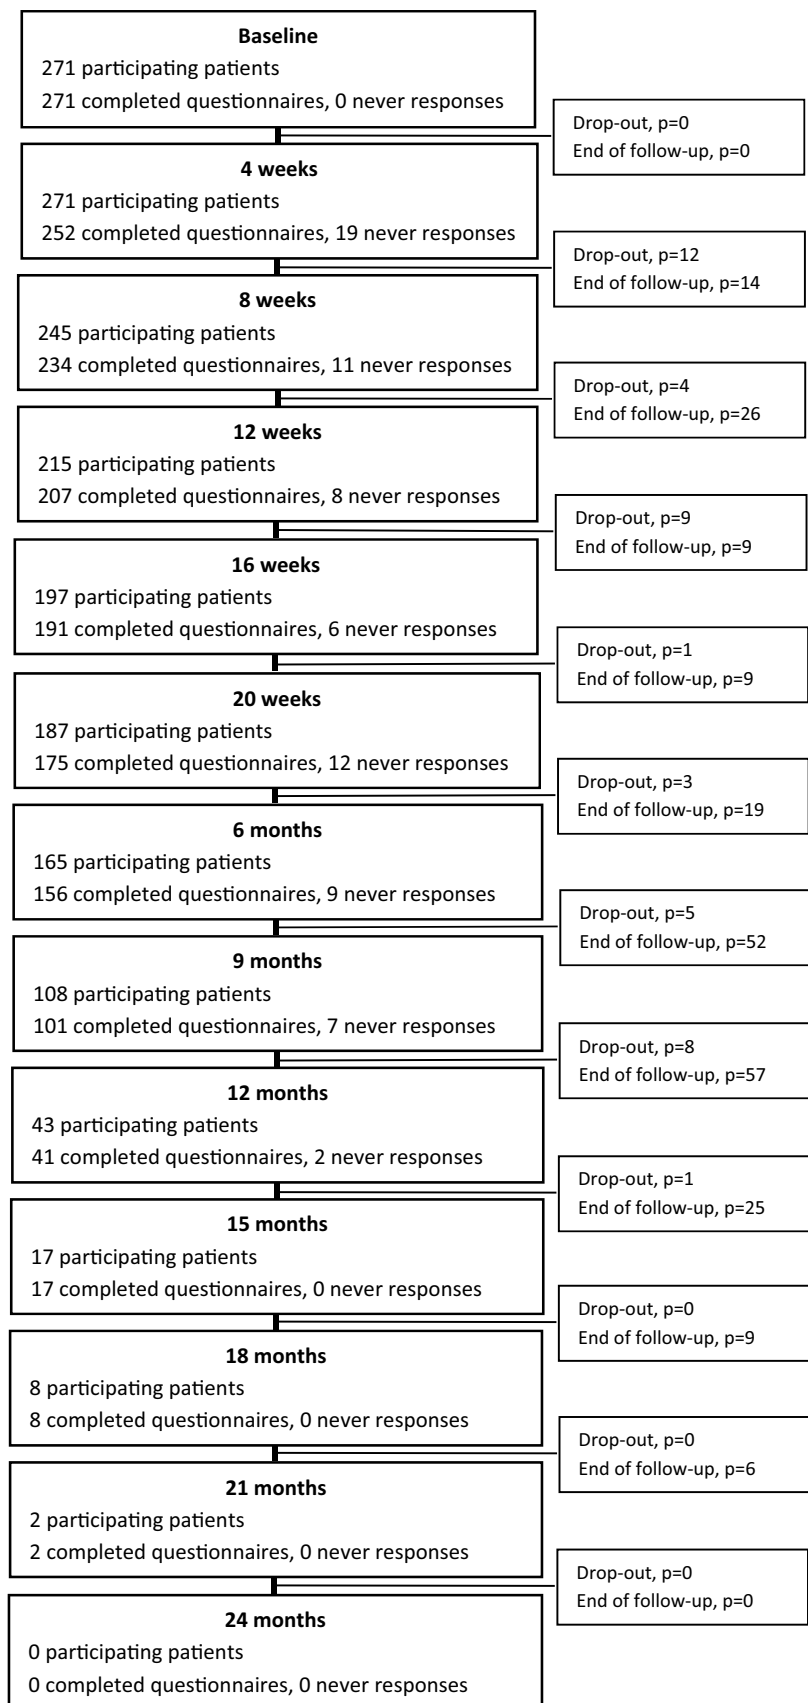 Baseline
271 participating patients
271 completed questionnaires, 0 never responses
Drop-out, p=0
End of follow-up, p=0
4 weeks
271 participating patients
252 completed questionnaires, 19 never responses
Drop-out, p=12
End of follow-up, p=14
8 weeks
245 participating patients
234 completed questionnaires, 11 never responses
Drop-out, p=4
End of follow-up, p=26
12 weeks
215 participating patients
207 completed questionnaires, 8 never responses
Drop-out, p=9
End of follow-up, p=9
16 weeks
197 participating patients
191 completed questionnaires, 6 never responses
Drop-out, p=1
End of follow-up, p=9
20 weeks
187 participating patients
175 completed questionnaires, 12 never responses
Drop-out, p=3
End of follow-up, p=19
6 months
165 participating patients
156 completed questionnaires, 9 never responses
Drop-out, p=5
End of follow-up, p=52
9 months
108 participating patients
101 completed questionnaires, 7 never responses
Drop-out, p=8
End of follow-up, p=57
12 months
43 participating patients
41 completed questionnaires, 2 never responses
Drop-out, p=1
End of follow-up, p=25
15 months
17 participating patients
17 completed questionnaires, 0 never responses
Drop-out, p=0
End of follow-up, p=9
18 months
8 participating patients
8 completed questionnaires, 0 never responses
Drop-out, p=0
End of follow-up, p=6
21 months
2 participating patients
2 completed questionnaires, 0 never responses
Drop-out, p=0
End of follow-up, p=0
24 months
0 participating patients
0 completed questionnaires, 0 never responses